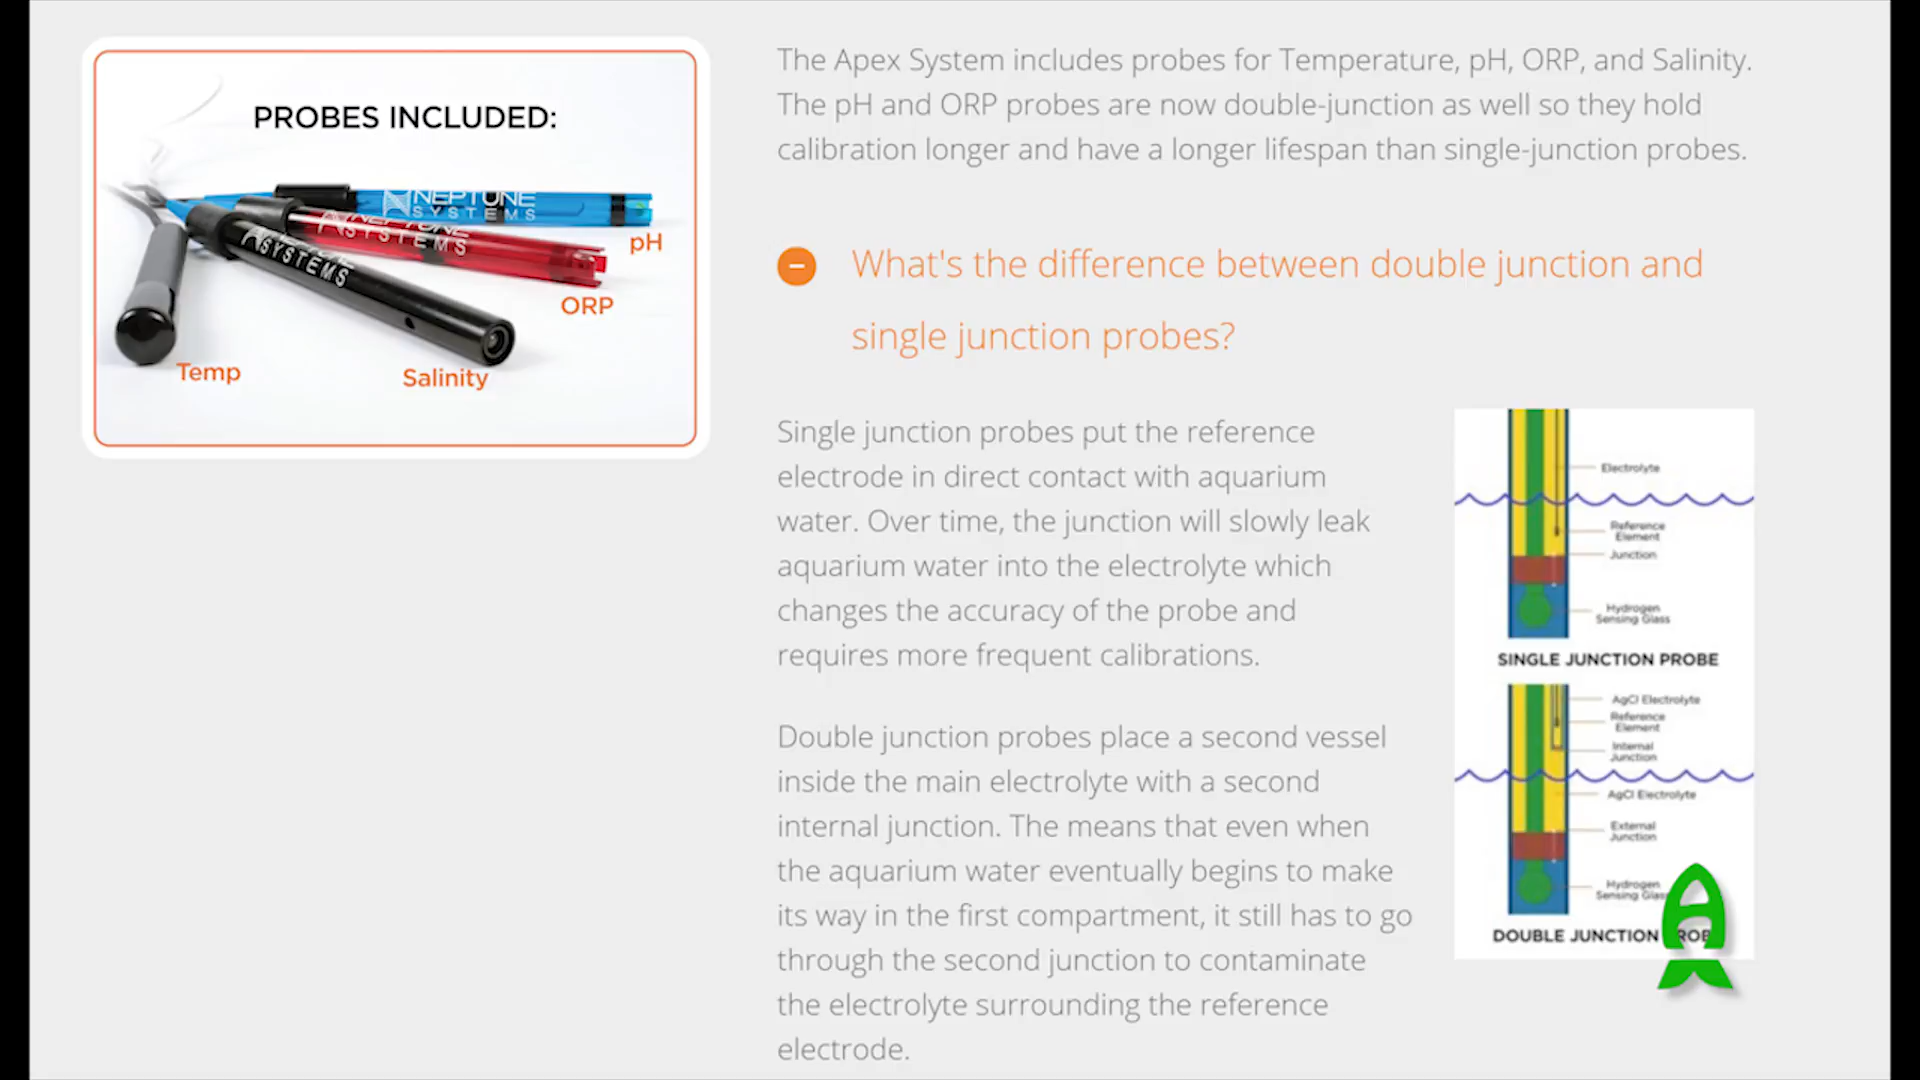 PROBES INCLUDED:
NEPTUNE
SYSTEMS
NEPTUNE
SYSTEMS
SYSTEMS
pH
ORP
Temp
Salinity
The Apex System includes probes for Temperature, pH, ORP, and Salinity.
The pH and ORP probes are now double-junction as well so they hold
calibration longer and have a longer lifespan than single-junction probes.
What's the difference between double junction and
single junction probes?
Single junction probes put the reference
electrode in direct contact with aquarium
water. Over time, the junction will slowly leak
aquarium water into the electrolyte which
changes the accuracy of the probe and
requires more frequent calibrations.
Double junction probes place a second vessel
inside the main electrolyte with a second
internal junction. The means that even when
the aquarium water eventually begins to make
its way in the first compartment, it still has to go
through the second junction to contaminate
the electrolyte surrounding the reference
electrode.
Electrolyte
Reference
Element
Junction
Hydrogen
Sensing Glass
SINGLE JUNCTION PROBE
AgCl Electrolyte
Reference
Element
Internal
Junction
AgCl Electrolyte
External
Junction
Hydrogen
Sensing Glass
DOUBLE JUNCTION